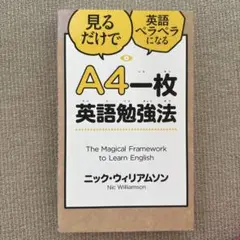 見る
だけで
英語
ペラペラ
になる
A4一枚
英語勉強法
The Magical Framework
to Learn English
ニック・ウィリアムソン
Nic Williamson